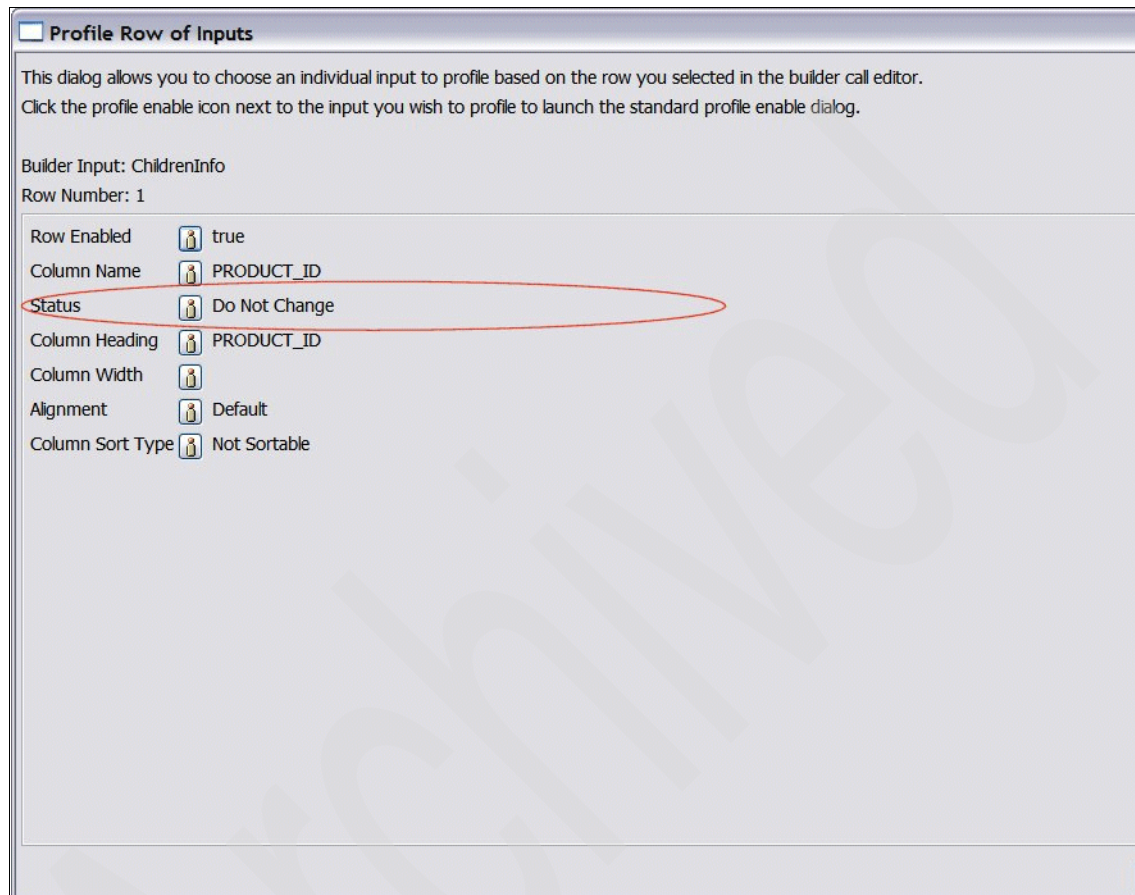 Profile Row of Inputs
This dialog allows you to choose an individual input to profile based on the row you selected in the builder call editor.
Click the profile enable icon next to the input you wish to profile to launch the standard profile enable dialog.
Builder Input: ChildrenInfo
Row Number: 1
Row Enabled true
Column Name PRODUCT_ID
Status Do Not Change
Column Heading PRODUCT_ID
Column Width
Alignment Default
Column Sort Type Not Sortable
Archived